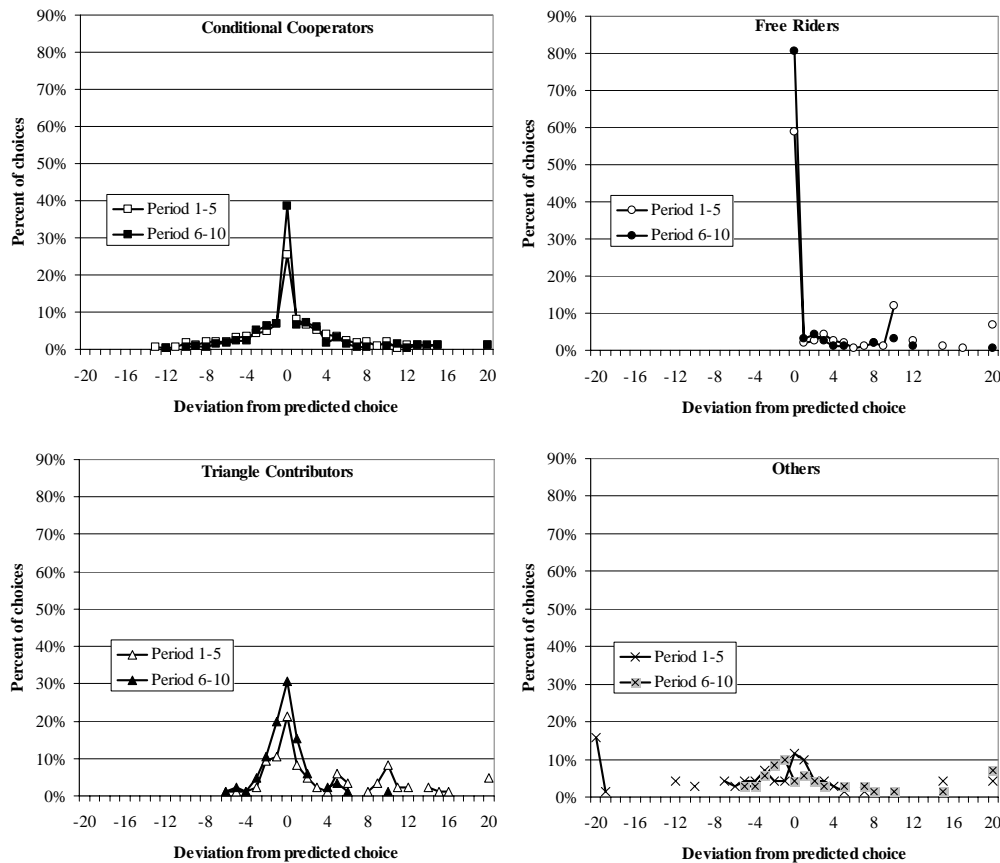 Conditional Cooperators
90%
80%
70%
60%
50%
40%
30%
20%
10%
0%
Percent of choices
Period 1-5
Period 6-10
-20 -16 -12 -8 -4 0 4 8 12 16 20
Deviation from predicted choice
Free Riders
90%
80%
70%
60%
50%
40%
30%
20%
10%
0%
Percent of choices
Period 1-5
Period 6-10
-20 -16 -12 -8 -4 0 4 8 12 16 20
Deviation from predicted choice
Triangle Contributors
90%
80%
70%
60%
50%
40%
30%
20%
10%
0%
Percent of choices
Period 1-5
Period 6-10
-20 -16 -12 -8 -4 0 4 8 12 16 20
Deviation from predicted choice
Others
90%
80%
70%
60%
50%
40%
30%
20%
10%
0%
Percent of choices
Period 1-5
Period 6-10
-20 -16 -12 -8 -4 0 4 8 12 16 20
Deviation from predicted choice